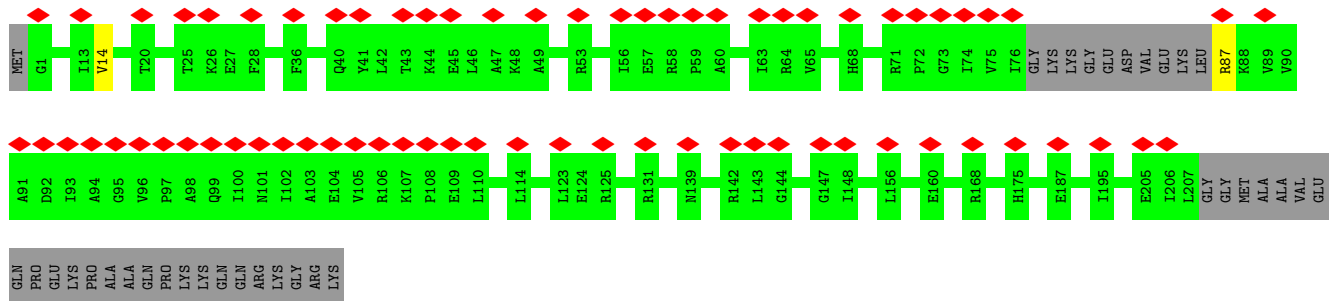 MET G1 I13 V14 T20 T25 K26 E27 F28 F36 Q40 Y41 L42 T43 K44 E45 L46 A47 K48 A49 R53 I56 E57 R58 P59 A60 I63 R64 V65 H68 R71 P72 G73 I74 V75 I76 GLY LYS LYS GLY GLU ASP VAL GLU LYS LEU R87 K88 V89 V90
A91 D92 I93 A94 G95 V96 P97 A98 Q99 I100 N101 I102 A103 E104 V105 R106 K107 P108 E109 L110 L114 L123 E124 R125 R131 N139 R142 L143 G144 G147 I148 L156 E160 R168 H175 E187 I195 E205 I206 L207 GLY GLY MET ALA ALA VAL GLU
GLN PRO GLU LYS PRO ALA ALA GLN PRO LYS LYS GLN GLN ARG LYS GLY ARG LYS